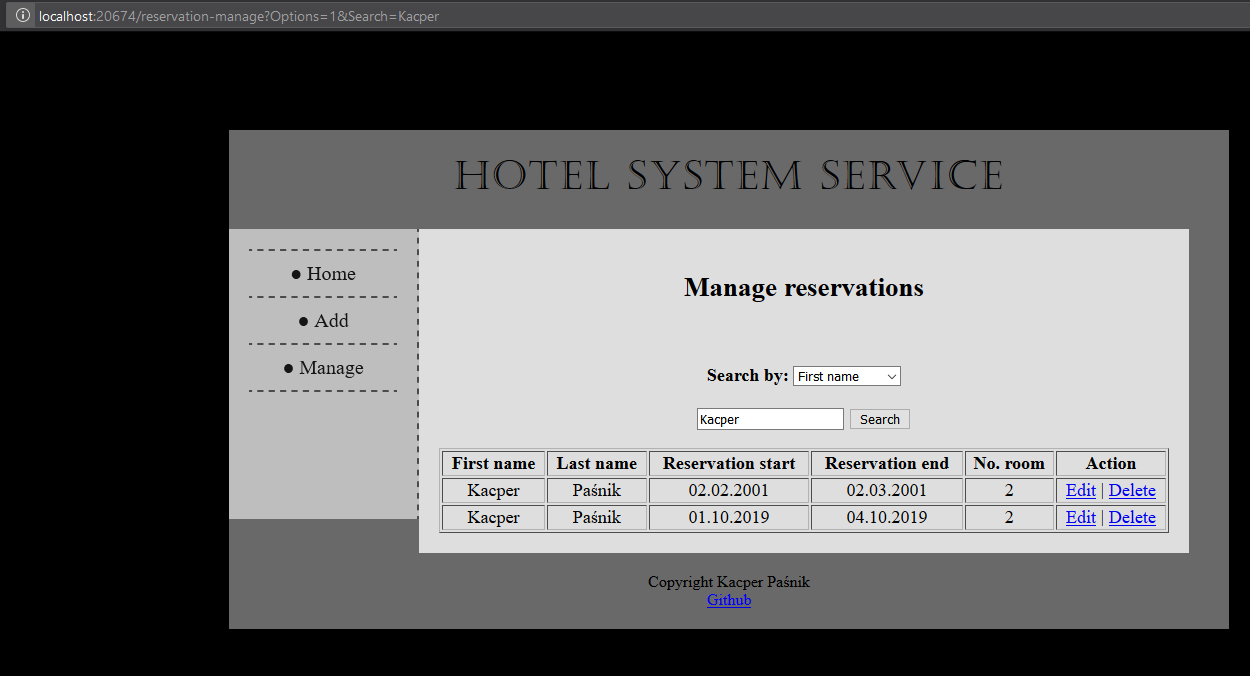 localhost:20674/reservation-manage?Options=1&Search=Kacper
HOTEL SYSTEM SERVICE
● Home
● Add
● Manage
Manage reservations
Search by: First name
Kacper Search
First name Last name Reservation start Reservation end No. room Action
Kacper Paśnik 02.02.2001 02.03.2001 2 Edit | Delete
Kacper Paśnik 01.10.2019 04.10.2019 2 Edit | Delete
Copyright Kacper Paśnik
Github